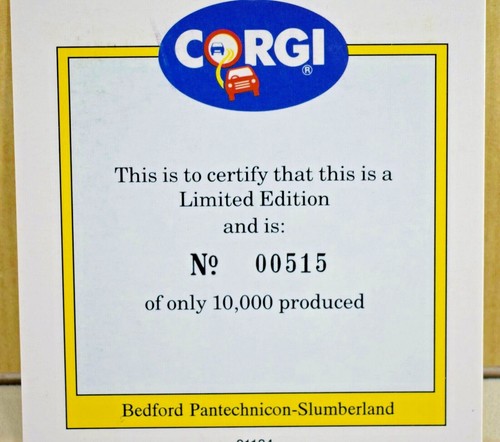 CORGI
®
This is to certify that this is a
Limited Edition
and is:
Nº 00515
of only 10,000 produced
Bedford Pantechnicon-Slumberland